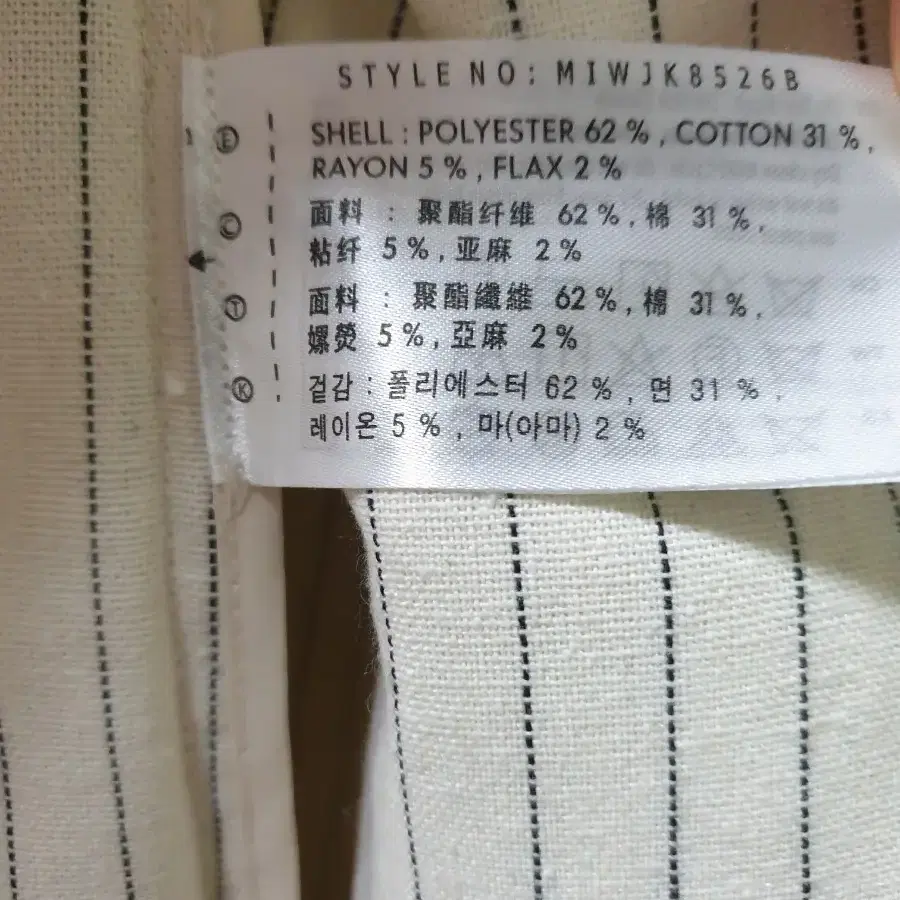 STYLE NO: MIWJK8526B
Ⓔ SHELL : POLYESTER 62 % , COTTON 31 % ,
RAYON 5 % , FLAX 2 %
Ⓒ 面料 : 聚酯纤维 62 % , 棉 31 % ,
粘纤 5 % , 亚麻 2 %
Ⓣ 面料 : 聚酯纖維 62 % , 棉 31 % ,
嫘熒 5 % , 亞麻 2 %
Ⓚ 겉감 : 폴리에스터 62 % , 면 31 % ,
레이온 5 % , 마(아마) 2 %